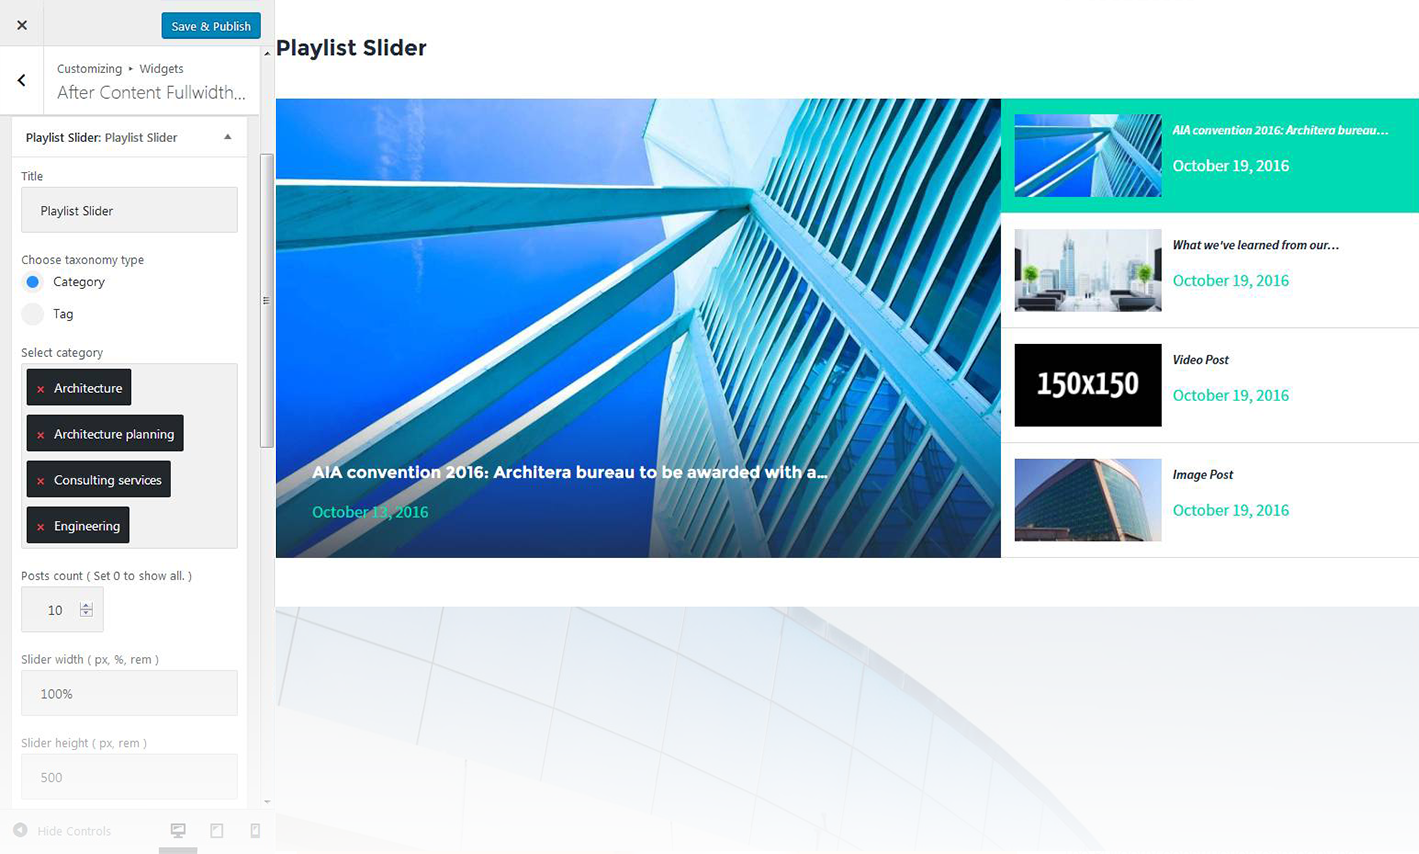 Save & Publish
Customizing ▸ Widgets
After Content Fullwidth...
Playlist Slider: Playlist Slider
Title
Playlist Slider
Choose taxonomy type
Category
Tag
Select category
× Architecture
× Architecture planning
× Consulting services
× Engineering
Posts count ( Set 0 to show all. )
10
Slider width ( px, %, rem )
100%
Slider height ( px, rem )
500
Hide Controls
Playlist Slider
AIA convention 2016: Architera bureau to be awarded with a...
October 13, 2016
AIA convention 2016: Architera bureau...
October 19, 2016
What we've learned from our...
October 19, 2016
150x150
Video Post
October 19, 2016
Image Post
October 19, 2016